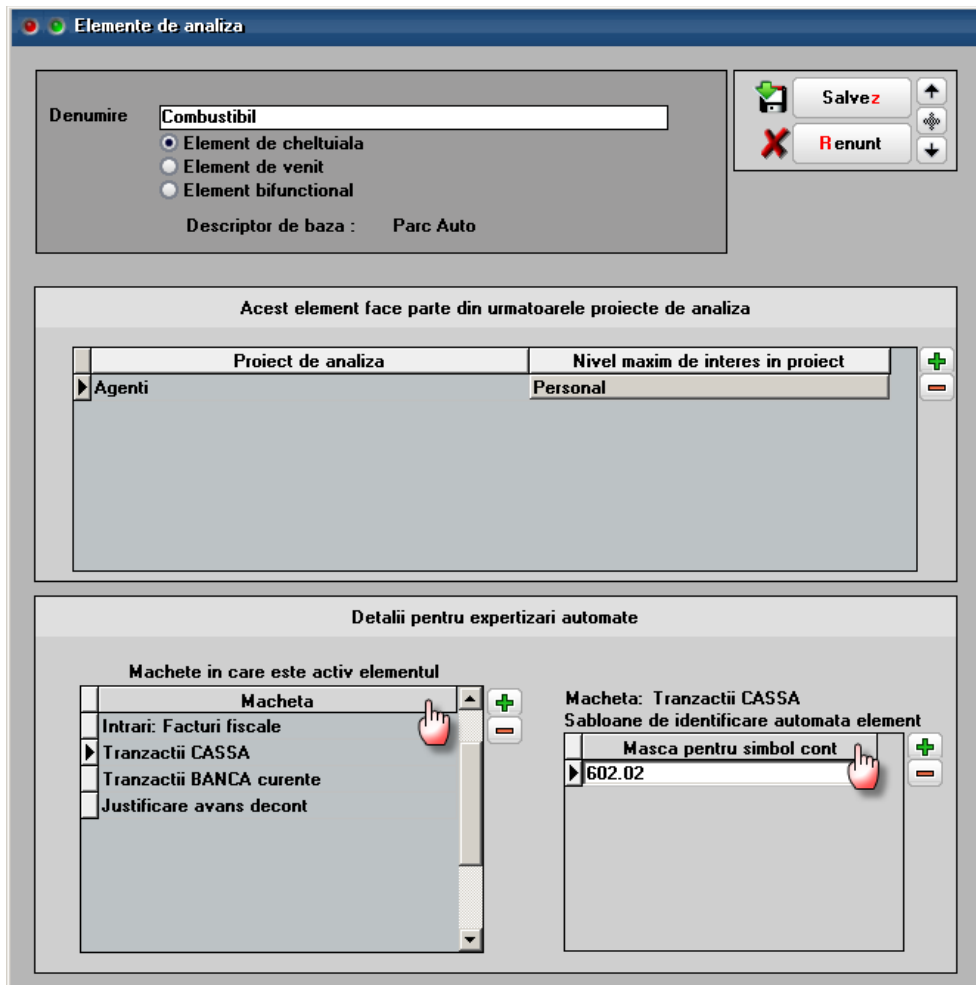 Elemente de analiza
Denumire
Combustibil
Element de cheltuiala
Element de venit
Element bifunctional
Descriptor de baza : Parc Auto
Salvez
Renunt
Acest element face parte din urmatoarele proiecte de analiza
Proiect de analiza Nivel maxim de interes in proiect
Agenti Personal
Detalii pentru expertizari automate
Machete in care este activ elementul
Macheta
Intrari: Facturi fiscale
Tranzactii CASSA
Tranzactii BANCA curente
Justificare avans decont
Macheta: Tranzactii CASSA
Sabloane de identificare automata element
Masca pentru simbol cont
602.02